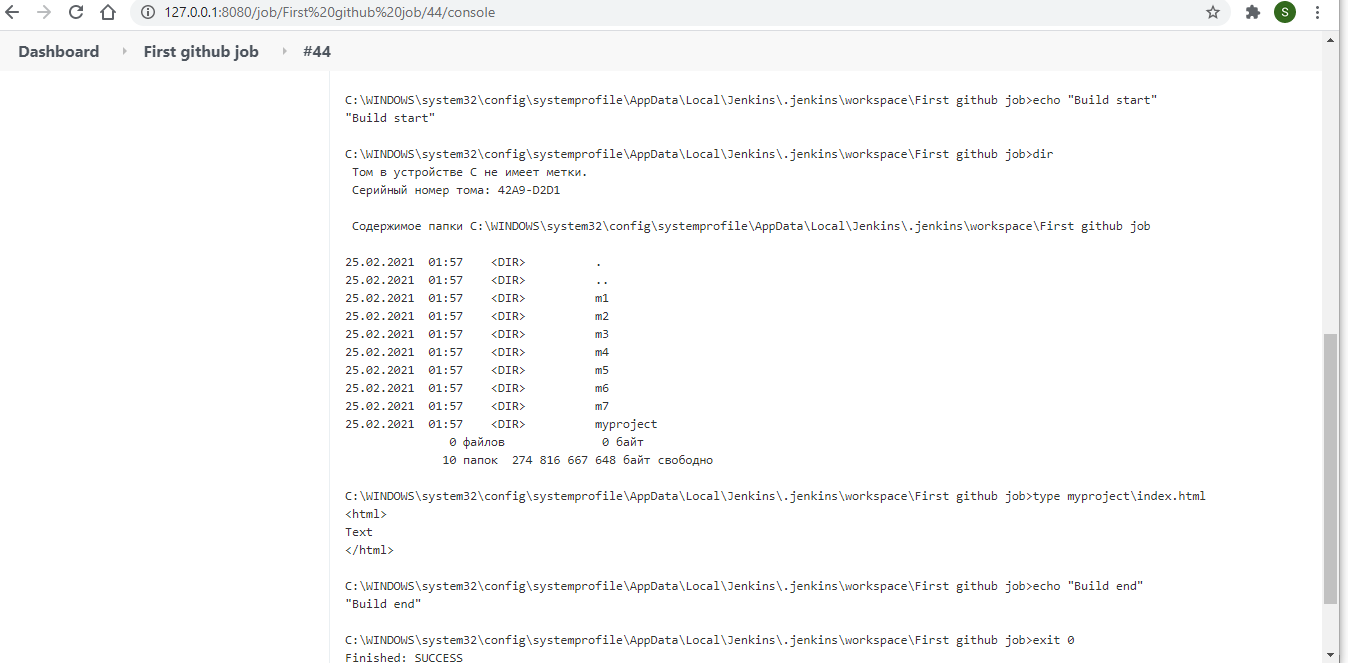 127.0.0.1:8080/job/First%20github%20job/44/console
S
Dashboard First github job #44
C:\WINDOWS\system32\config\systemprofile\AppData\Local\Jenkins\.jenkins\workspace\First github job>echo "Build start"
"Build start"
C:\WINDOWS\system32\config\systemprofile\AppData\Local\Jenkins\.jenkins\workspace\First github job>dir
Том в устройстве C не имеет метки.
Серийный номер тома: 42A9-D2D1
Содержимое папки C:\WINDOWS\system32\config\systemprofile\AppData\Local\Jenkins\.jenkins\workspace\First github job
25.02.2021 01:57 <DIR> .
25.02.2021 01:57 <DIR> ..
25.02.2021 01:57 <DIR> m1
25.02.2021 01:57 <DIR> m2
25.02.2021 01:57 <DIR> m3
25.02.2021 01:57 <DIR> m4
25.02.2021 01:57 <DIR> m5
25.02.2021 01:57 <DIR> m6
25.02.2021 01:57 <DIR> m7
25.02.2021 01:57 <DIR> myproject
0 файлов 0 байт
10 папок 274 816 667 648 байт свободно
C:\WINDOWS\system32\config\systemprofile\AppData\Local\Jenkins\.jenkins\workspace\First github job>type myproject\index.html
<html>
Text
</html>
C:\WINDOWS\system32\config\systemprofile\AppData\Local\Jenkins\.jenkins\workspace\First github job>echo "Build end"
"Build end"
C:\WINDOWS\system32\config\systemprofile\AppData\Local\Jenkins\.jenkins\workspace\First github job>exit 0
Finished: SUCCESS